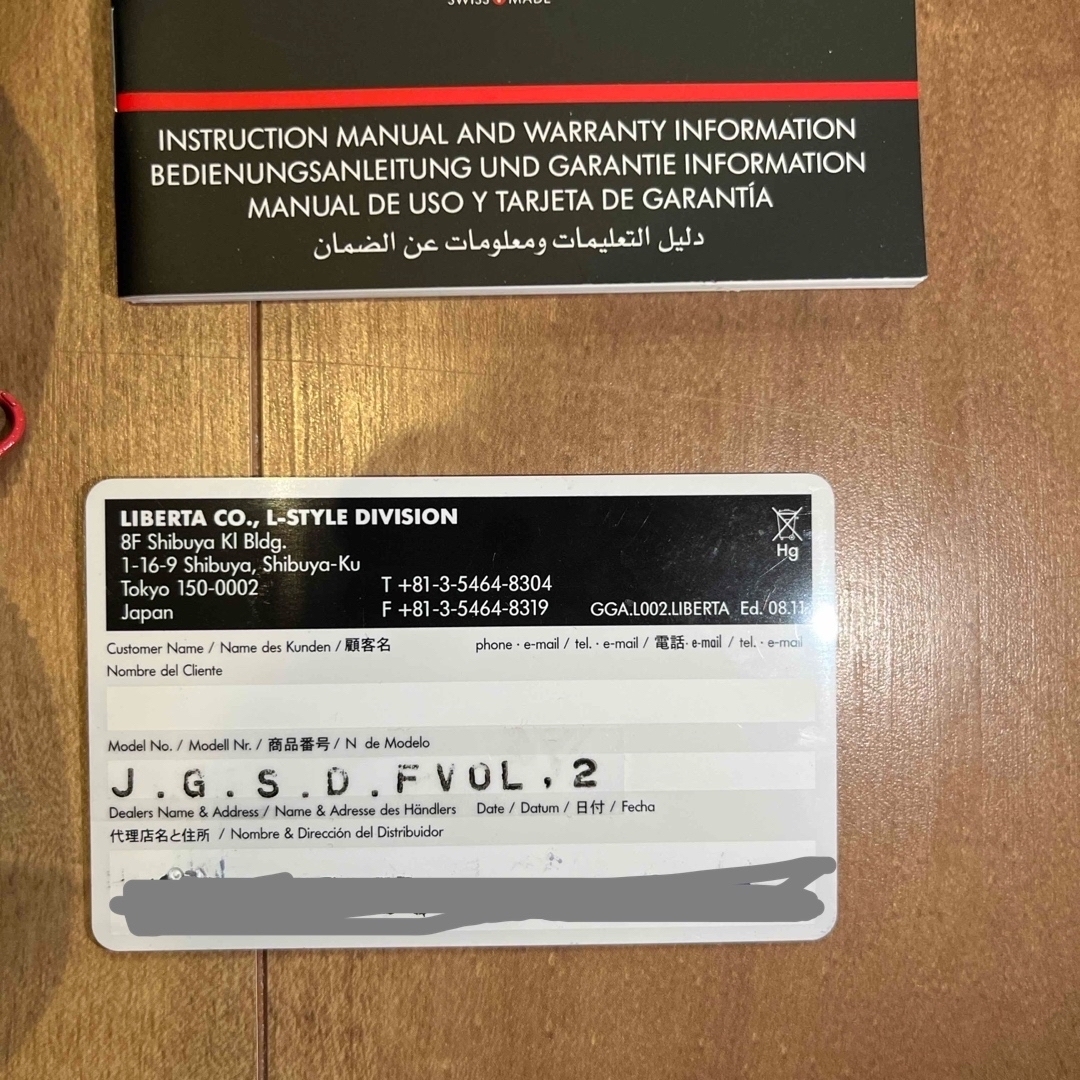 SWISS MADE
INSTRUCTION MANUAL AND WARRANTY INFORMATION
BEDIENUNGSANLEITUNG UND GARANTIE INFORMATION
MANUAL DE USO Y TARJETA DE GARANTÍA
دليل التعليمات ومعلومات عن الضمان
LIBERTA CO., L-STYLE DIVISION
8F Shibuya KI Bldg.
1-16-9 Shibuya, Shibuya-Ku
Tokyo 150-0002 T +81-3-5464-8304
Japan F +81-3-5464-8319 GGA.L002.LIBERTA Ed. 08.11
Hg
Customer Name / Name des Kunden / 顧客名 phone · e-mail / tel. · e-mail / 電話· e-mail / tel. · e-mail
Nombre del Cliente
Model No. / Modell Nr. / 商品番号 / N de Modelo
J.G.S.D.FVOL,2
Dealers Name & Address / Name & Adresse des Händlers Date / Datum / 日付 / Fecha
代理店名と住所 / Nombre & Dirección del Distribuidor